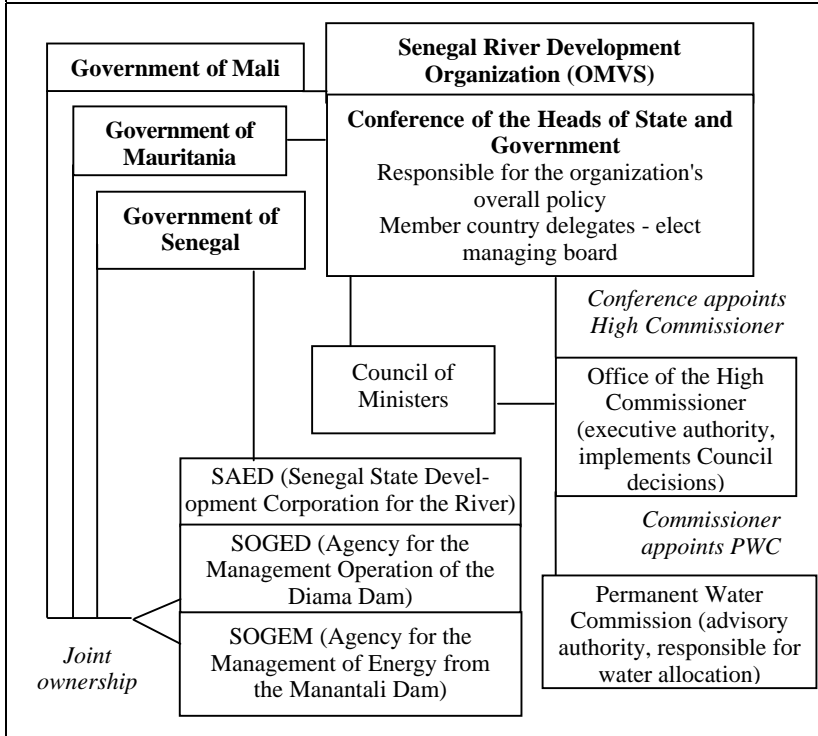 Government of Mali
Senegal River Development
Organization (OMVS)
Government of
Mauritania
Conference of the Heads of State and
Government
Responsible for the organization's
overall policy
Member country delegates - elect
managing board
Government of
Senegal
Conference appoints
High Commissioner
Council of
Ministers
Office of the High
Commissioner
(executive authority,
implements Council
decisions)
SAED (Senegal State Devel-
opment Corporation for the River)
SOGED (Agency for the
Management Operation of the
Diama Dam)
SOGEM (Agency for the
Management of Energy from
the Manantali Dam)
Joint
ownership
Commissioner
appoints PWC
Permanent Water
Commission (advisory
authority, responsible for
water allocation)